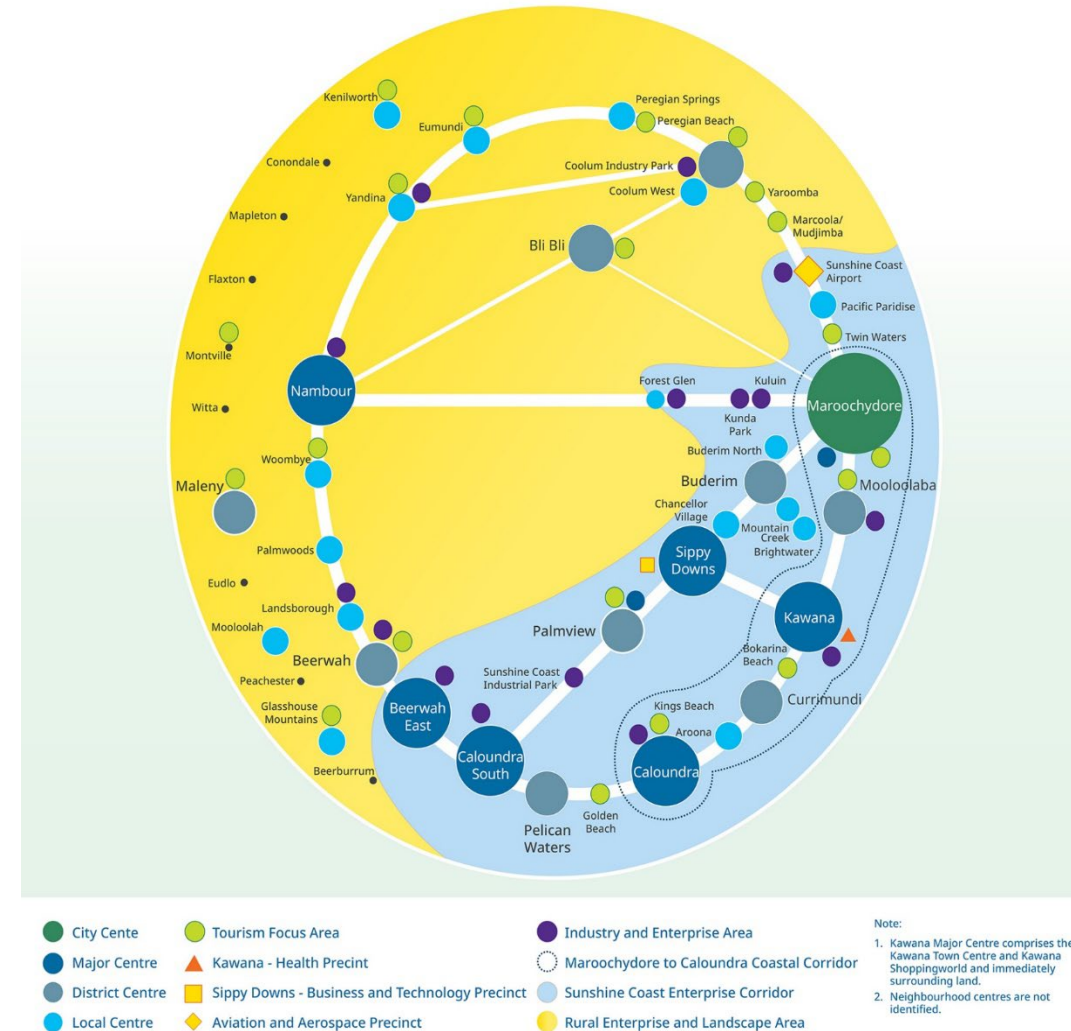 Kenilworth
Eumundi
Peregian Springs
Peregian Beach
Conondale
Coolum Industry Park
Yandina
Coolum West
Yaroomba
Mapleton
Marcoola/
Mudjimba
Bli Bli
Flaxton
Sunshine Coast
Airport
Pacific Paridise
Montville
Twin Waters
Nambour
Forest Glen
Kuluin
Maroochydore
Witta
Kunda
Park
Woombye
Buderim North
Maleny
Buderim
Mooloolaba
Chancellor
Village
Mountain
Creek
Brightwater
Palmwoods
Sippy
Downs
Eudlo
Landsborough
Kawana
Mooloolah
Palmview
Beerwah
Bokarina
Beach
Peachester
Sunshine Coast
Industrial Park
Currimundi
Glasshouse
Mountains
Beerwah
East
Kings Beach
Aroona
Caloundra
South
Caloundra
Beerburrum
Golden
Beach
Pelican
Waters
City Cente
Major Centre
District Centre
Local Centre
Tourism Focus Area
Kawana - Health Precint
Sippy Downs - Business and Technology Precinct
Aviation and Aerospace Precinct
Industry and Enterprise Area
Maroochydore to Caloundra Coastal Corridor
Sunshine Coast Enterprise Corridor
Rural Enterprise and Landscape Area
Note:
1. Kawana Major Centre comprises the
Kawana Town Centre and Kawana
Shoppingworld and immediately
surrounding land.
2. Neighbourhood centres are not
identified.